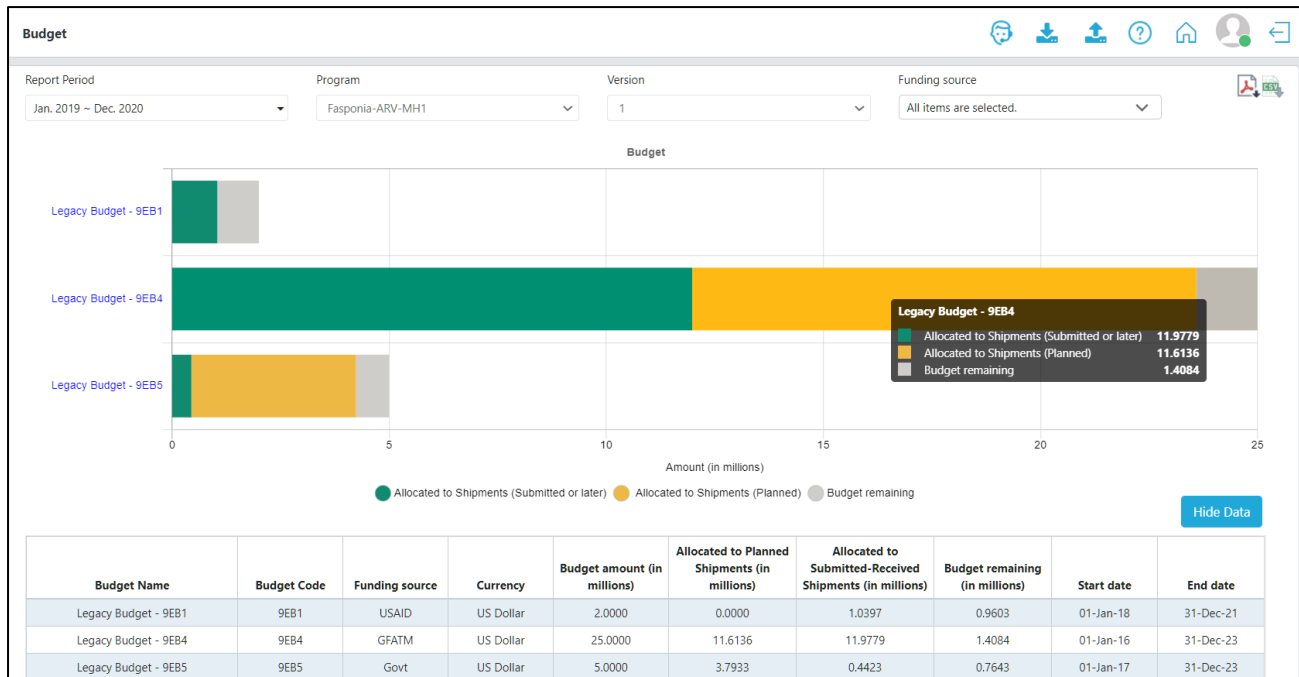 Budget
Report Period
Program
Version
Funding source
Jan. 2019 ~ Dec. 2020
Fasponia-ARV-MH1
1
All items are selected.
CSV
Budget
Legacy Budget - 9EB1
Legacy Budget - 9EB4
Legacy Budget - 9EB5
Legacy Budget - 9EB4
Allocated to Shipments (Submitted or later) 11.9779
Allocated to Shipments (Planned) 11.6136
Budget remaining 1.4084
0 5 10 15 20 25
Amount (in millions)
Allocated to Shipments (Submitted or later) Allocated to Shipments (Planned) Budget remaining
Hide Data
Budget Name Budget Code Funding source Currency Budget amount (in millions) Allocated to Planned Shipments (in millions) Allocated to Submitted-Received Shipments (in millions) Budget remaining (in millions) Start date End date
Legacy Budget - 9EB1 9EB1 USAID US Dollar 2.0000 0.0000 1.0397 0.9603 01-Jan-18 31-Dec-21
Legacy Budget - 9EB4 9EB4 GFATM US Dollar 25.0000 11.6136 11.9779 1.4084 01-Jan-16 31-Dec-23
Legacy Budget - 9EB5 9EB5 Govt US Dollar 5.0000 3.7933 0.4423 0.7643 01-Jan-17 31-Dec-23